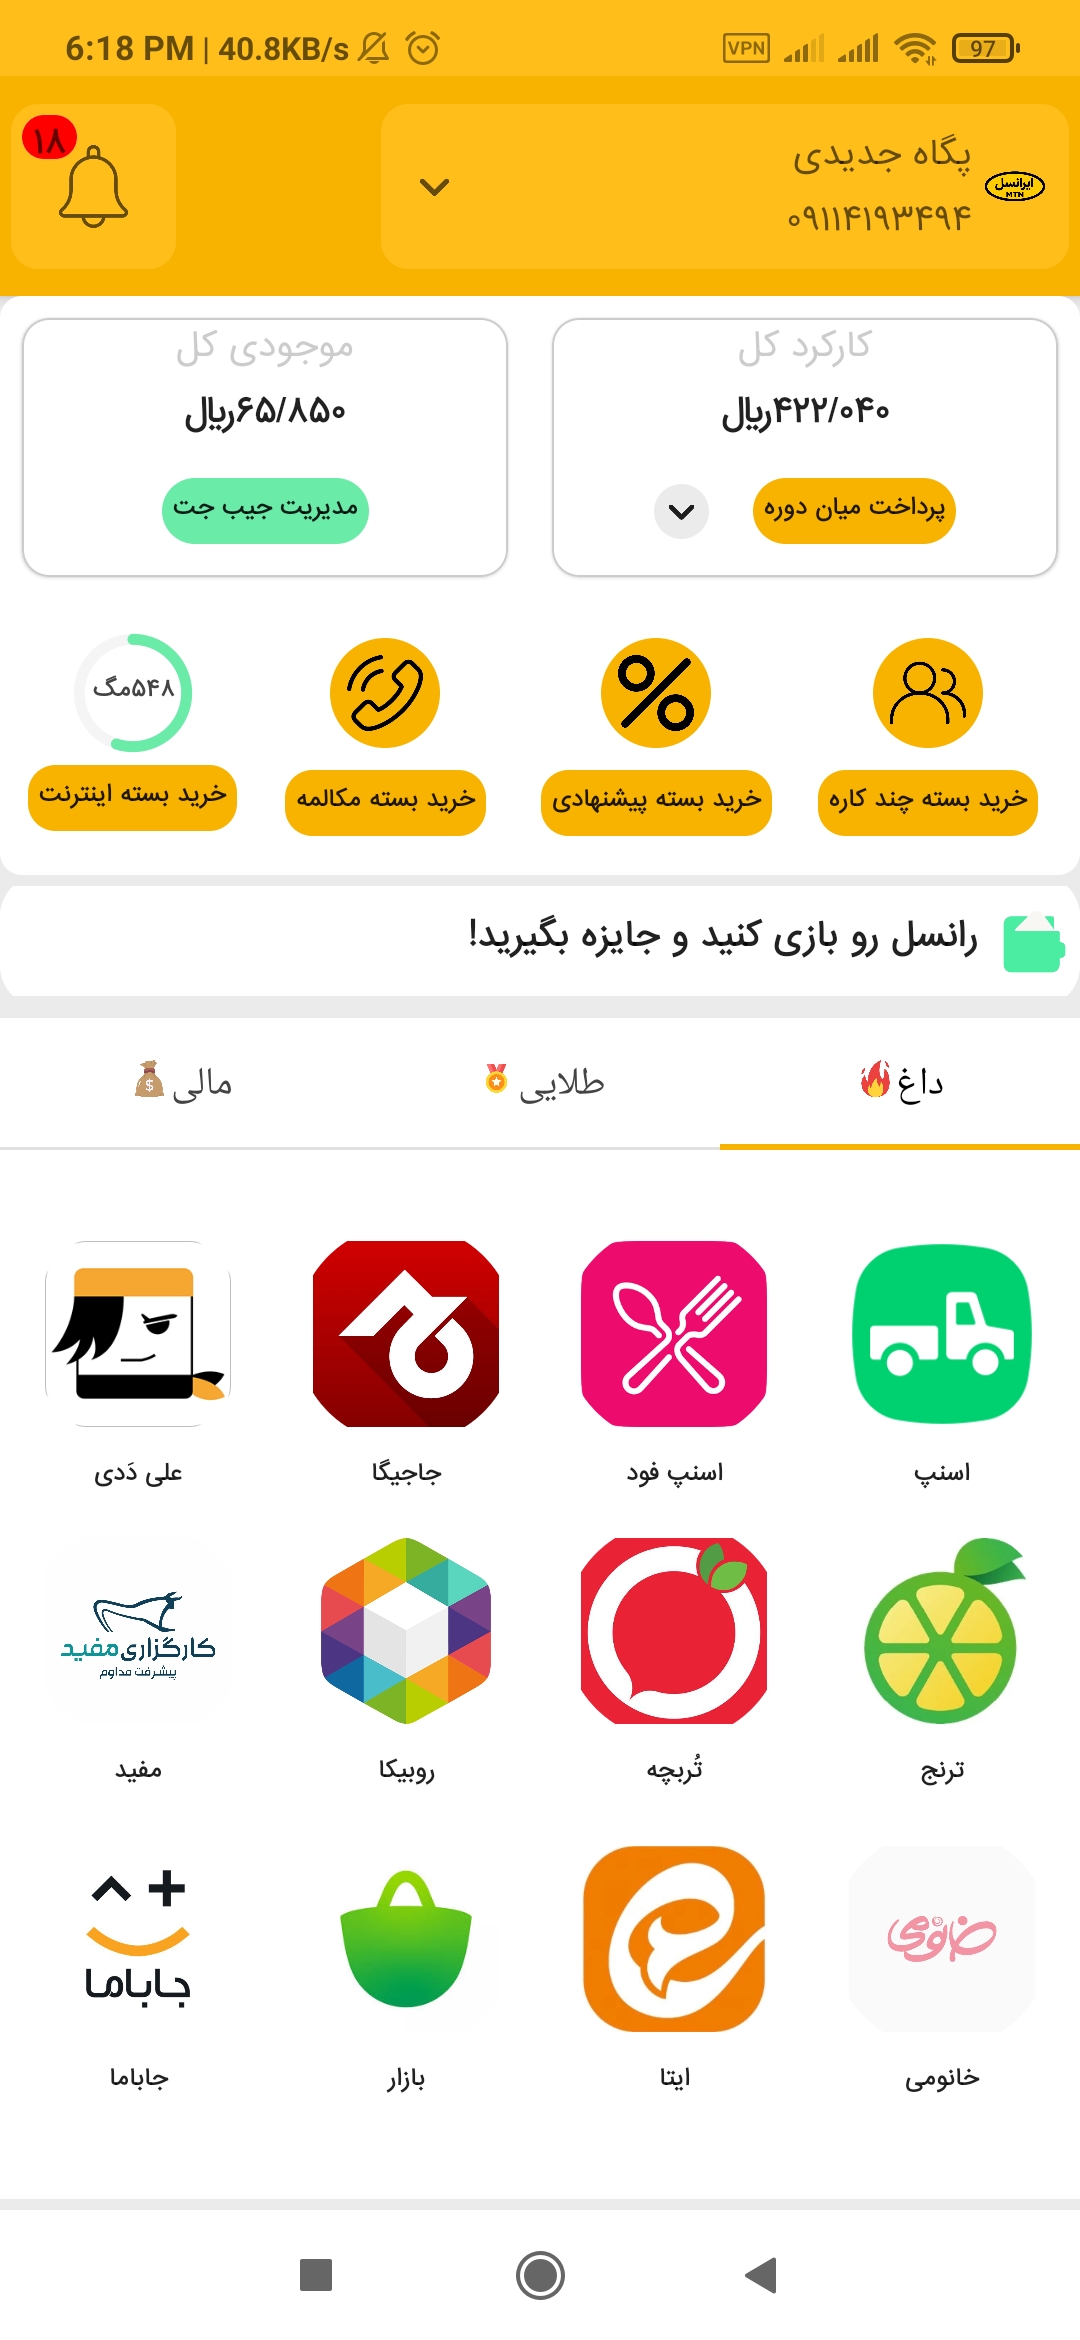 6:18 PM | 40.8KB/s
VPN
97
۱۸
پگاه جدیدی
۰۹۱۱۴۱۹۳۴۹۴
ایرانسل
MTN
کارکرد کل
موجودی کل
۴۲۲/۰۴۰ریال
۶۵/۸۵۰ریال
پرداخت میان دوره
مدیریت جیب جت
۵۴۸مگ
خرید بسته چند کاره
خرید بسته پیشنهادی
خرید بسته مکالمه
خرید بسته اینترنت
رانسل رو بازی کنید و جایزه بگیرید!
داغ
طلایی
مالی
اسنپ
اسنپ فود
جاجیگا
علی دَدی
کارگزاری مفید
پیشرفت مداوم
ترنج
تُربچه
روبیکا
مفید
خانومی
جاباما
خانومی
ایتا
بازار
جاباما